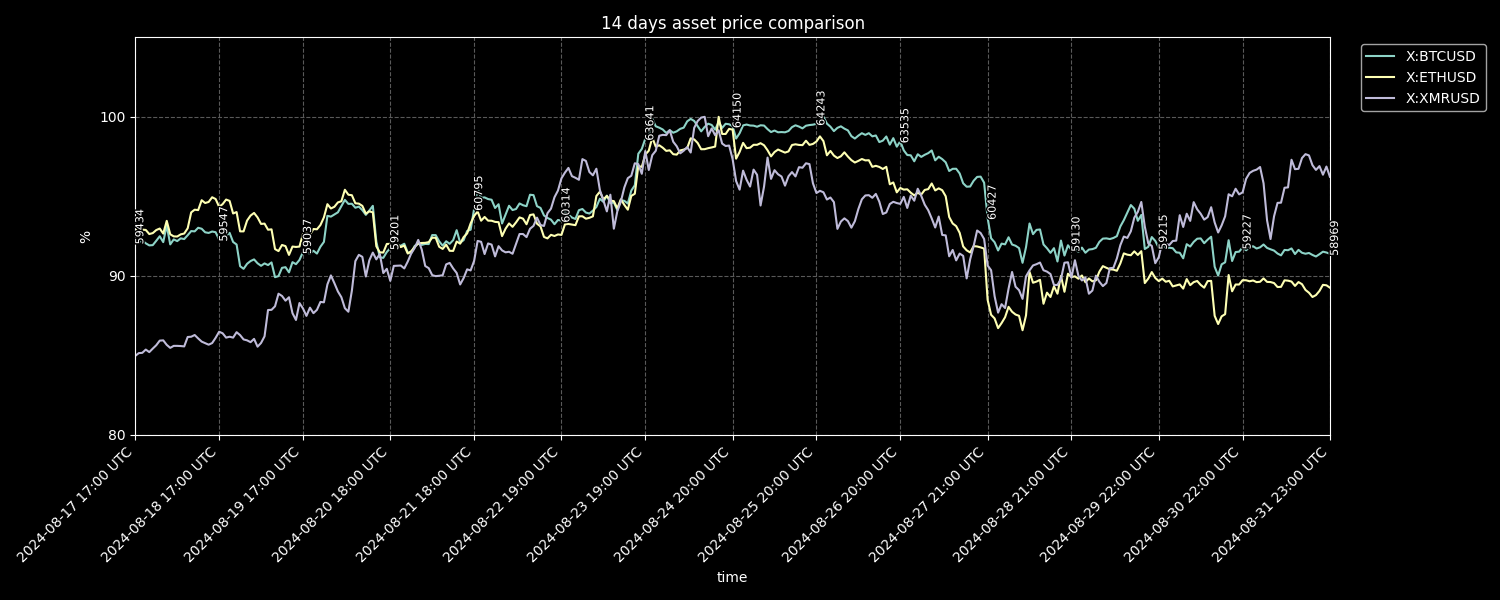 14 days asset price comparison
X:BTCUSD
X:ETHUSD
X:XMRUSD
100
90
80
%
59434
59547
59037
59201
60795
60314
63641
64150
64243
63535
60427
59130
59215
59227
58969
2024-08-17 17:00 UTC
2024-08-18 17:00 UTC
2024-08-19 17:00 UTC
2024-08-20 18:00 UTC
2024-08-21 18:00 UTC
2024-08-22 19:00 UTC
2024-08-23 19:00 UTC
2024-08-24 20:00 UTC
2024-08-25 20:00 UTC
2024-08-26 20:00 UTC
2024-08-27 21:00 UTC
2024-08-28 21:00 UTC
2024-08-29 22:00 UTC
2024-08-30 22:00 UTC
2024-08-31 23:00 UTC
time